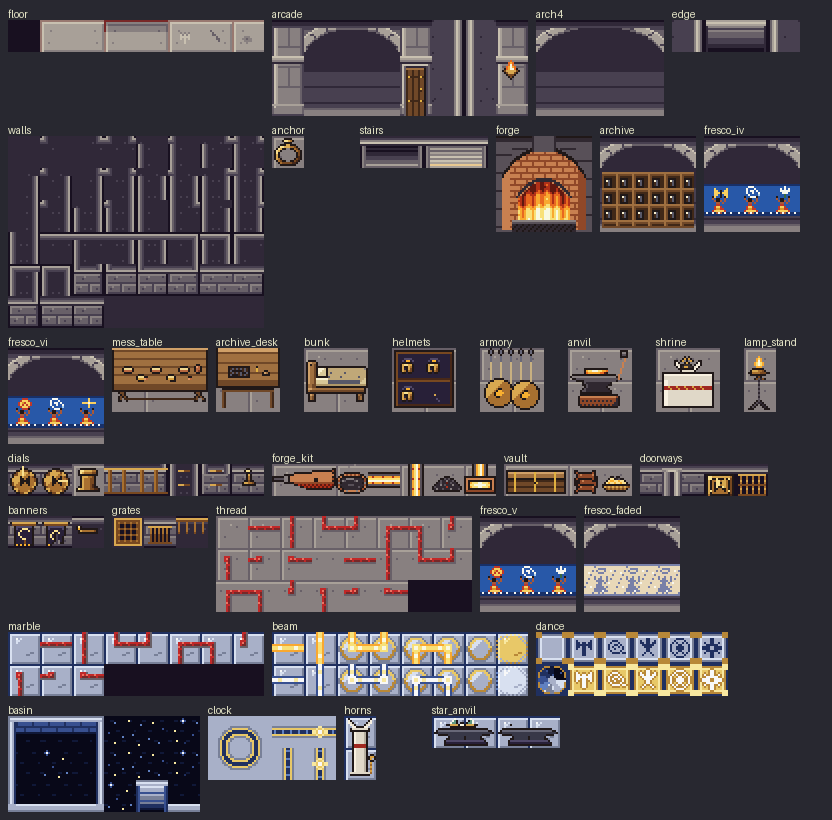 floor arcade arch4 edge
walls anchor stairs forge archive fresco_iv
fresco_vi mess_table archive_desk bunk helmets armory anvil shrine lamp_stand
dials forge_kit vault doorways
banners grates thread fresco_v fresco_faded
marble beam dance
basin clock horns star_anvil